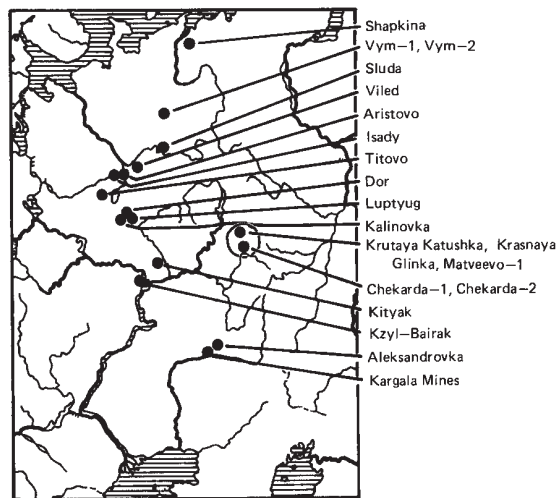 Shapkina
Vym-1, Vym-2
Sluda
Viled
Aristovo
Isady
Titovo
Dor
Luptyug
Kalinovka
Krutaya Katushka, Krasnaya
Glinka, Matveevo-1
Chekarda-1, Chekarda-2
Kityak
Kzyl-Bairak
Aleksandrovka
Kargala Mines